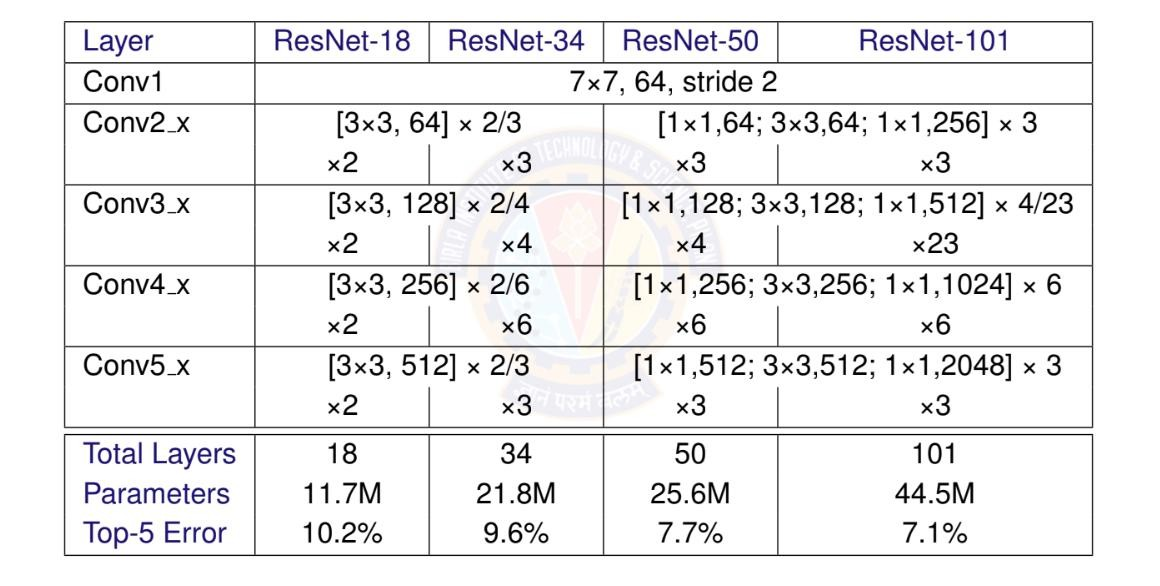 Layer ResNet-18 ResNet-34 ResNet-50 ResNet-101
Conv1 7×7, 64, stride 2
Conv2_x [3×3, 64] × 2/3 [1×1,64; 3×3,64; 1×1,256] × 3
×2 ×3 ×3 ×3
Conv3_x [3×3, 128] × 2/4 [1×1,128; 3×3,128; 1×1,512] × 4/23
×2 ×4 ×4 ×23
Conv4_x [3×3, 256] × 2/6 [1×1,256; 3×3,256; 1×1,1024] × 6
×2 ×6 ×6 ×6
Conv5_x [3×3, 512] × 2/3 [1×1,512; 3×3,512; 1×1,2048] × 3
×2 ×3 ×3 ×3
Total Layers 18 34 50 101
Parameters 11.7M 21.8M 25.6M 44.5M
Top-5 Error 10.2% 9.6% 7.7% 7.1%